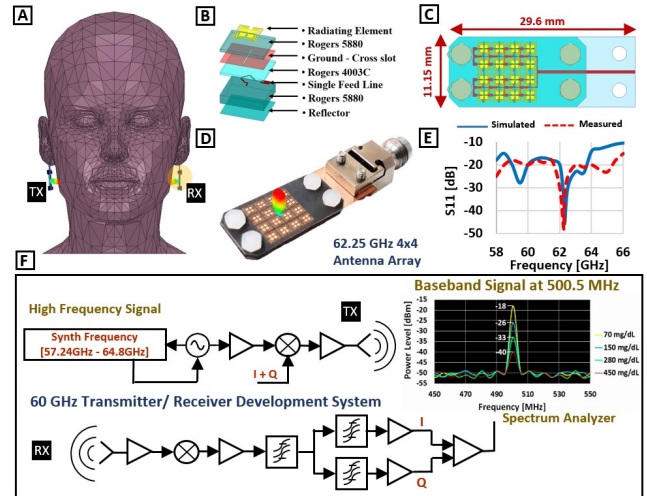 A
TX
RX
B
• Radiating Element
• Rogers 5880
• Ground - Cross slot
• Rogers 4003C
• Single Feed Line
• Rogers 5880
• Reflector
C
29.6 mm
11.15 mm
D
62.25 GHz 4x4
Antenna Array
E
Simulated
Measured
S11 [dB]
-10
-20
-30
-40
-50
58 60 62 64 66
Frequency [GHz]
F
High Frequency Signal
Synth Frequency
[57.24GHz - 64.8GHz]
I + Q
TX
60 GHz Transmitter/ Receiver Development System
RX
I
Q
Baseband Signal at 500.5 MHz
Power Level [dBm]
-15
-20
-25
-30
-35
-40
-45
-50
-55
-18
-26
-33
-40
450 470 490 510 530 550
Frequency [MHz]
70 mg/dL
150 mg/dL
280 mg/dL
450 mg/dL
Spectrum Analyzer